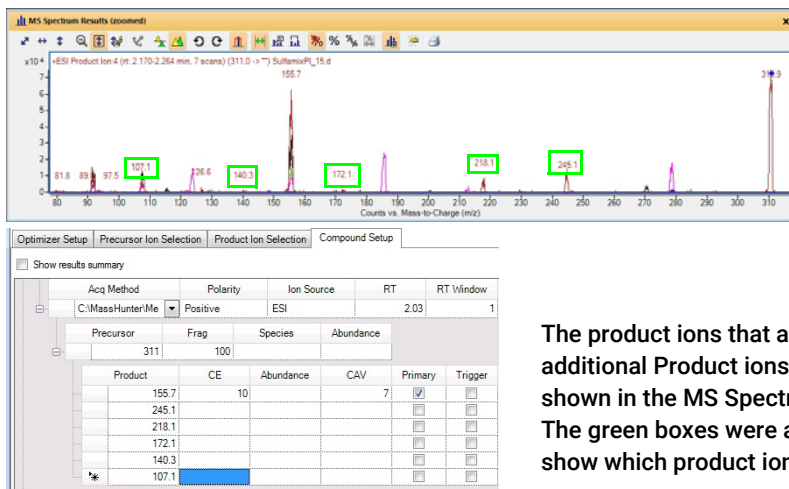 MS Spectrum Results (zoomed)
x10 4 +ESI Product Ion:4 (rt: 2.170-2.264 min, 7 scans) (311.0 -> **) SulfamixPI_15.d
7-
6-
5-
4-
3-
2-
1-
0-
155.7
81.8
97.5
107.1
126.6
140.3
172.1
218.1
245.1
80 90 100 110 120 130 140 150 160 170 180 190 200 210 220 230 240 250 260 270 280 290 300 310
Counts vs. Mass-to-Charge (m/z)
Optimizer Setup Precursor Ion Selection Product Ion Selection Compound Setup
Show results summary
Acq Method Polarity Ion Source RT RT Window
C:\MassHunter\Me Positive ESI 2.03 1
Precursor Frag Species Abundance
311 100
Product CE Abundance CAV Primary Trigger
155.7 10 7
245.1
218.1
172.1
140.3
107.1
The product ions that a
additional Product ions
shown in the MS Spectr
The green boxes were a
show which product ion